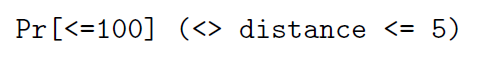 Pr[<=100] (<> distance <= 5)